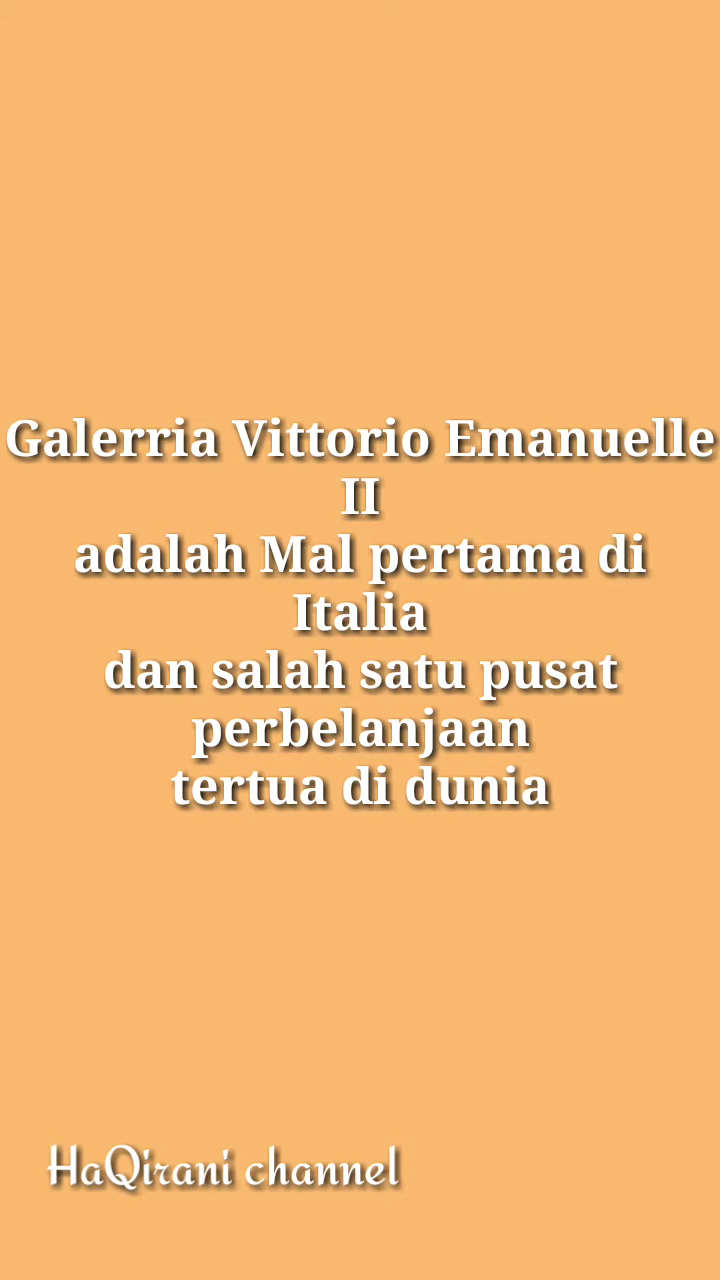 Galerria Vittorio Emanuelle
II
adalah Mal pertama di
Italia
dan salah satu pusat
perbelanjaan
tertua di dunia
HaQirani channel